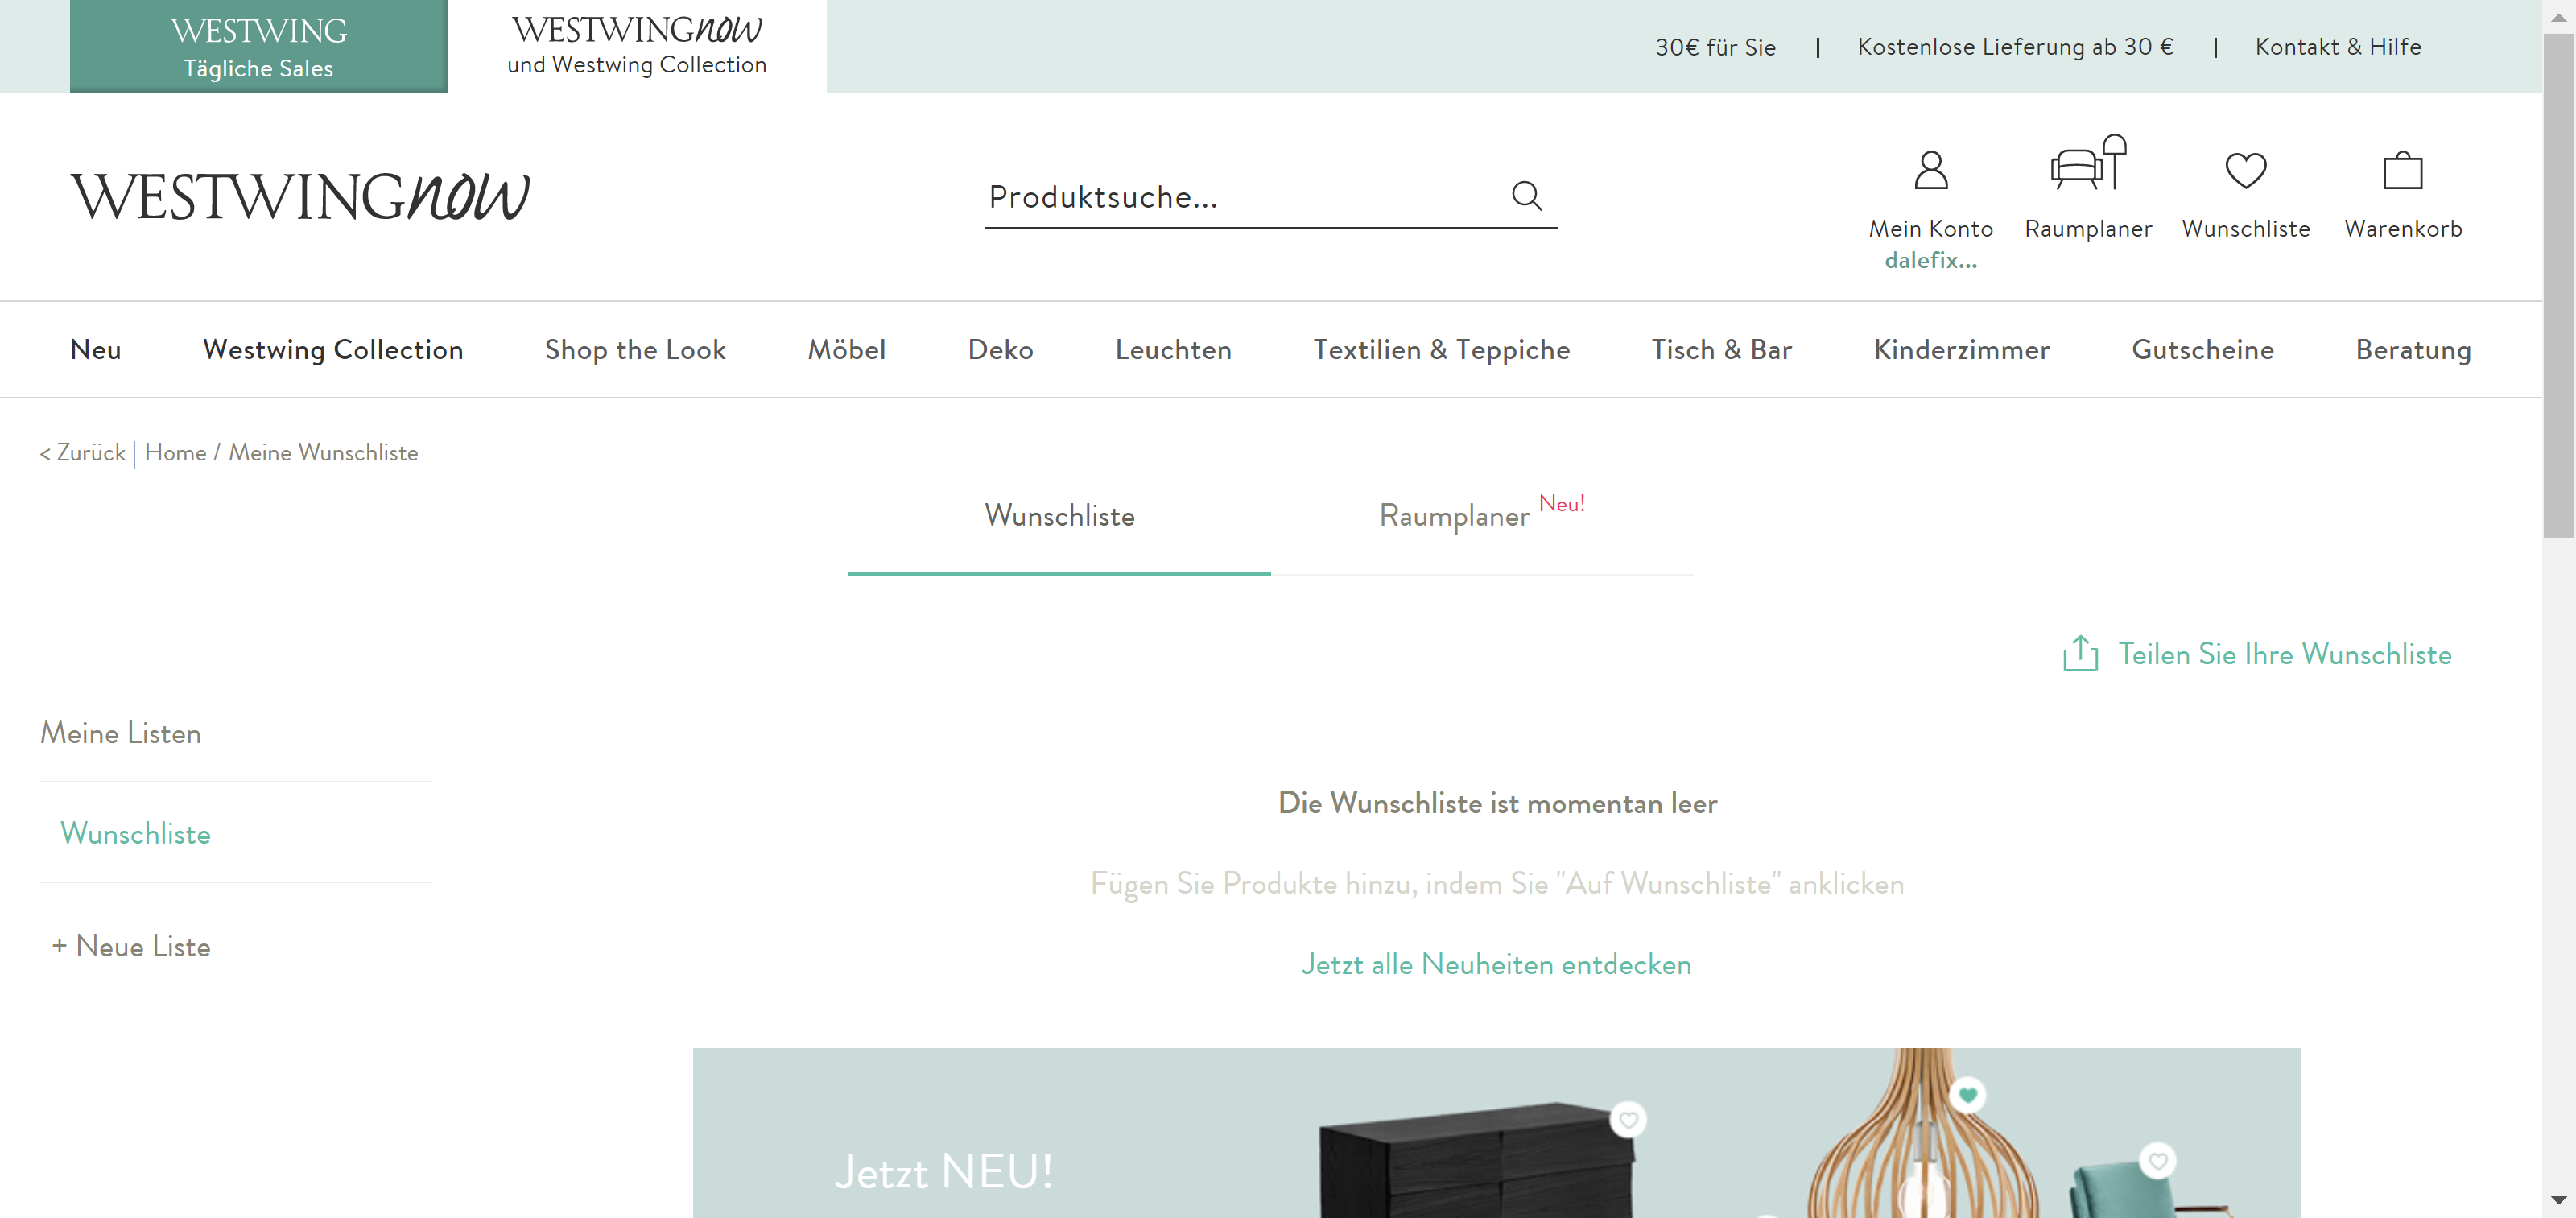 WESTWING
Tägliche Sales
WESTWINGnow
und Westwing Collection
30€ für Sie
Kostenlose Lieferung ab 30 €
Kontakt & Hilfe
WESTWINGnow
Produktsuche...
Mein Konto
dalefix...
Raumplaner
Wunschliste
Warenkorb
Neu
Westwing Collection
Shop the Look
Möbel
Deko
Leuchten
Textilien & Teppiche
Tisch & Bar
Kinderzimmer
Gutscheine
Beratung
< Zurück | Home / Meine Wunschliste
Wunschliste
Raumplaner Neu!
Teilen Sie Ihre Wunschliste
Meine Listen
Wunschliste
+ Neue Liste
Die Wunschliste ist momentan leer
Fügen Sie Produkte hinzu, indem Sie "Auf Wunschliste" anklicken
Jetzt alle Neuheiten entdecken
Jetzt NEU!